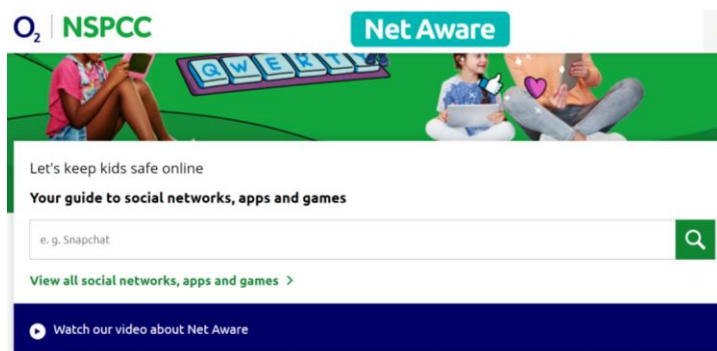 O2 | NSPCC
Net Aware
QWERTY
Let's keep kids safe online
Your guide to social networks, apps and games
e. g. Snapchat
View all social networks, apps and games >
Watch our video about Net Aware